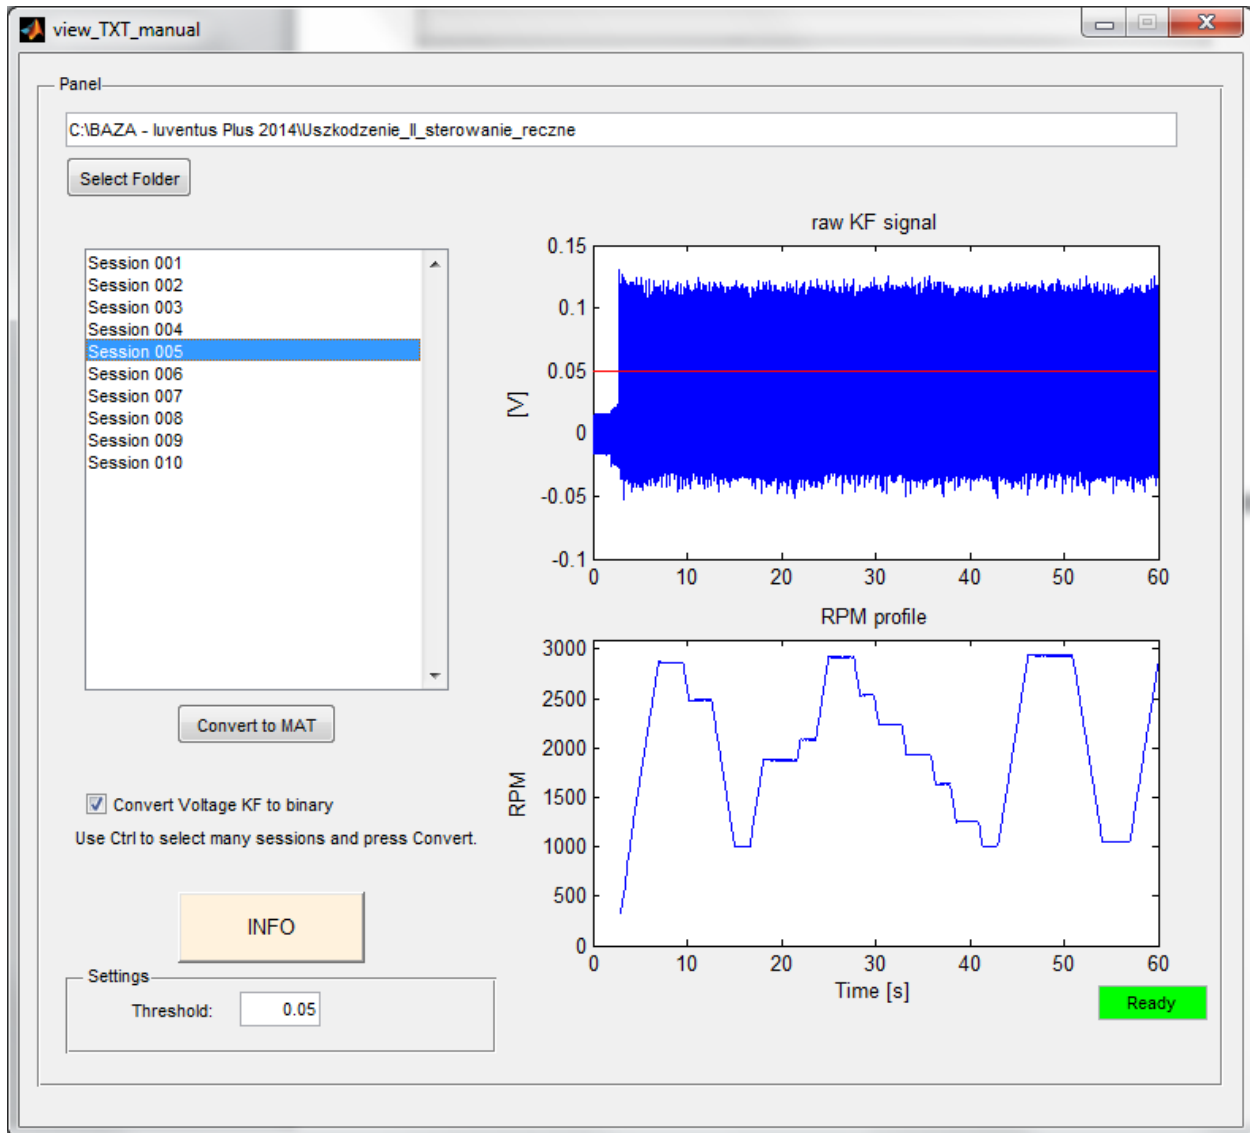 view_TXT_manual
Panel
C:\BAZA - Iuventus Plus 2014\Uszkodzenie_II_sterowanie_reczne
Select Folder
Session 001
Session 002
Session 003
Session 004
Session 005
Session 006
Session 007
Session 008
Session 009
Session 010
Convert to MAT
Convert Voltage KF to binary
Use Ctrl to select many sessions and press Convert.
INFO
Settings
Threshold: 0.05
raw KF signal
0.15
0.1
0.05
0
-0.05
-0.1
[V]
0 10 20 30 40 50 60
RPM profile
3000
2500
2000
1500
1000
500
0
RPM
0 10 20 30 40 50 60
Time [s]
Ready